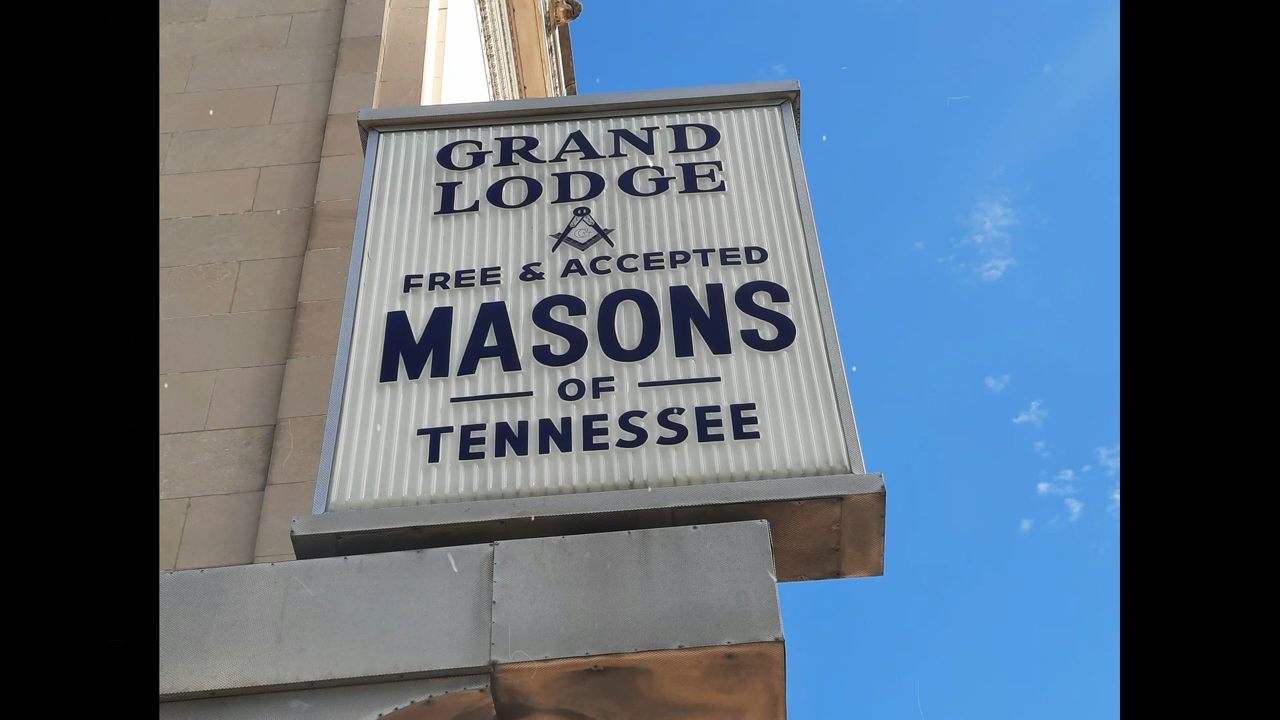 GRAND
LODGE
FREE & ACCEPTED
MASONS
OF
TENNESSEE